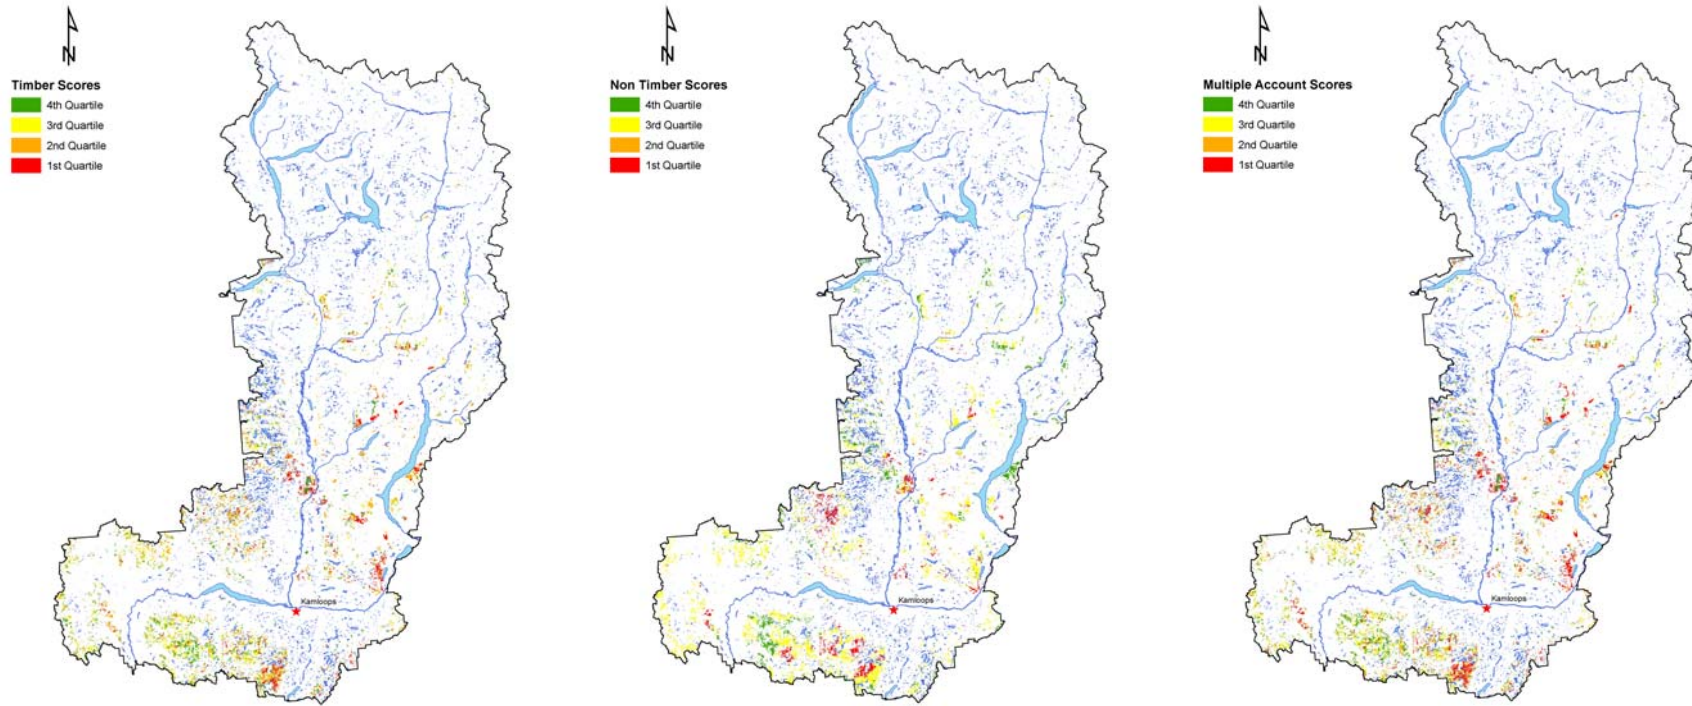 N
Timber Scores
4th Quartile
3rd Quartile
2nd Quartile
1st Quartile
Kamloops
N
Non Timber Scores
4th Quartile
3rd Quartile
2nd Quartile
1st Quartile
Kamloops
N
Multiple Account Scores
4th Quartile
3rd Quartile
2nd Quartile
1st Quartile
Kamloops